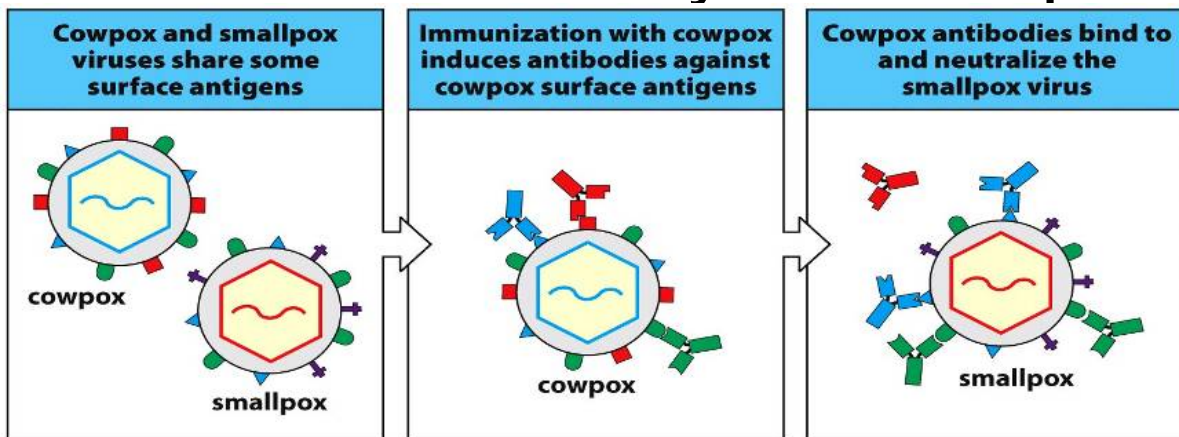 Cowpox and smallpox
viruses share some
surface antigens
Immunization with cowpox
induces antibodies against
cowpox surface antigens
Cowpox antibodies bind to
and neutralize the
smallpox virus
cowpox
smallpox
cowpox
smallpox